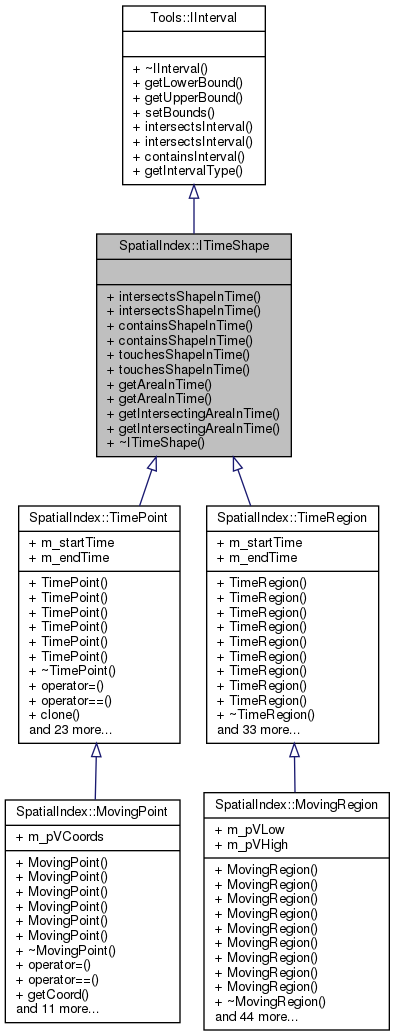 Tools::IInterval
+ ~IInterval()
+ getLowerBound()
+ getUpperBound()
+ setBounds()
+ intersectsInterval()
+ intersectsInterval()
+ containsInterval()
+ getIntervalType()
SpatialIndex::ITimeShape
+ intersectsShapeInTime()
+ intersectsShapeInTime()
+ containsShapeInTime()
+ containsShapeInTime()
+ touchesShapeInTime()
+ touchesShapeInTime()
+ getAreaInTime()
+ getAreaInTime()
+ getIntersectingAreaInTime()
+ getIntersectingAreaInTime()
+ ~ITimeShape()
SpatialIndex::TimePoint
+ m_startTime
+ m_endTime
+ TimePoint()
+ TimePoint()
+ TimePoint()
+ TimePoint()
+ TimePoint()
+ TimePoint()
+ ~TimePoint()
+ operator=()
+ operator==()
+ clone()
and 23 more...
SpatialIndex::TimeRegion
+ m_startTime
+ m_endTime
+ TimeRegion()
+ TimeRegion()
+ TimeRegion()
+ TimeRegion()
+ TimeRegion()
+ TimeRegion()
+ TimeRegion()
+ TimeRegion()
+ TimeRegion()
+ ~TimeRegion()
and 33 more...
SpatialIndex::MovingPoint
+ m_pVCoords
+ MovingPoint()
+ MovingPoint()
+ MovingPoint()
+ MovingPoint()
+ MovingPoint()
+ MovingPoint()
+ ~MovingPoint()
+ operator=()
+ operator==()
+ getCoord()
and 11 more...
SpatialIndex::MovingRegion
+ m_pVLow
+ m_pVHigh
+ MovingRegion()
+ MovingRegion()
+ MovingRegion()
+ MovingRegion()
+ MovingRegion()
+ MovingRegion()
+ MovingRegion()
+ MovingRegion()
+ MovingRegion()
+ ~MovingRegion()
and 44 more...